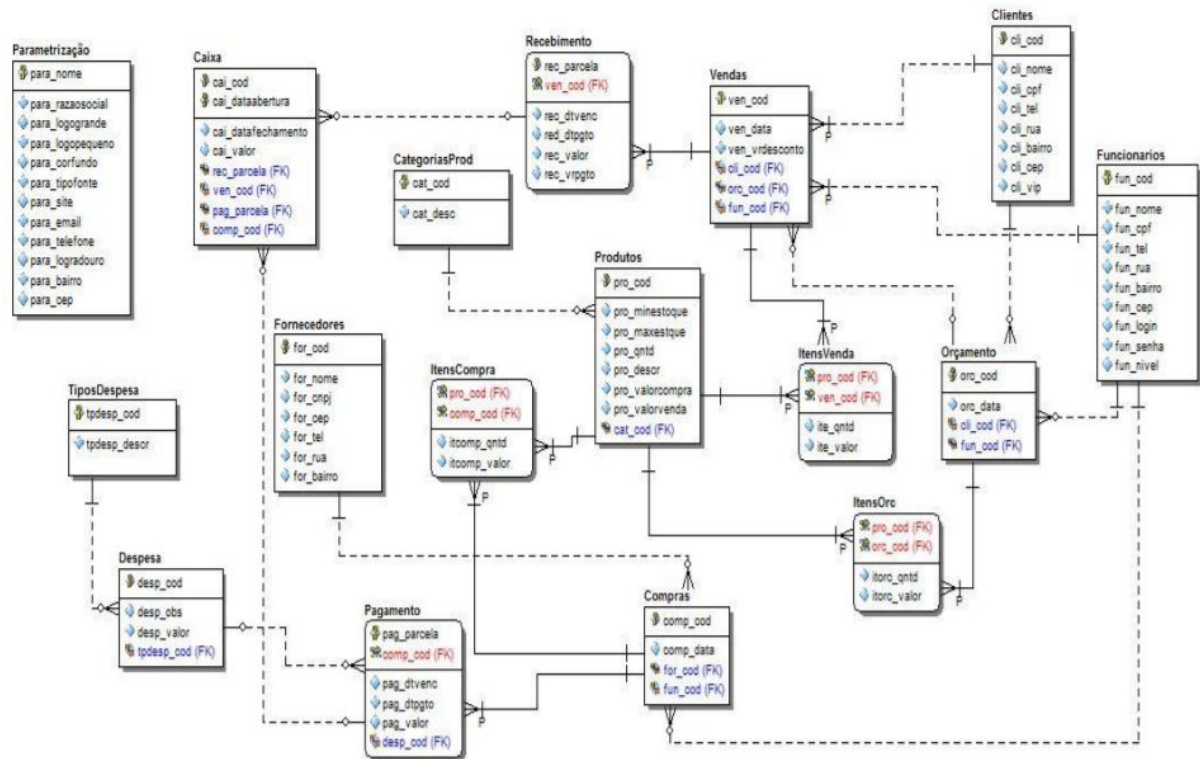 Parametrização
para_nome
para_razaosocial
para_logogrande
para_logopequeno
para_corfundo
para_tipofonte
para_site
para_email
para_telefone
para_logradouro
para_bairro
para_cep
Caixa
cai_cod
cai_dataabertura
cai_datafechamento
cai_valor
rec_parcela (FK)
ven_cod (FK)
pag_parcela (FK)
comp_cod (FK)
Recebimento
rec_parcela
ven_cod (FK)
rec_dtvenc
red_dtpgto
rec_valor
rec_vrpgto
P
Vendas
ven_cod
ven_data
ven_vrdesconto
cli_cod (FK)
orc_cod (FK)
fun_cod (FK)
P
Clientes
cli_cod
cli_nome
cli_cpf
cli_tel
cli_rua
cli_bairro
cli_cep
cli_vip
Funcionarios
fun_cod
fun_nome
fun_cpf
fun_tel
fun_rua
fun_bairro
fun_cep
fun_login
fun_senha
fun_nivel
CategoriasProd
cat_cod
cat_desc
Produtos
pro_cod
pro_minestoque
pro_maxestque
pro_qntd
pro_descr
pro_valorcompra
pro_valorvenda
cat_cod (FK)
Fornecedores
for_cod
for_nome
for_cnpj
for_cep
for_tel
for_rua
for_bairro
ItensCompra
pro_cod (FK)
comp_cod (FK)
itcomp_qntd
itcomp_valor
P
P
ItensVenda
pro_cod (FK)
ven_cod (FK)
ite_qntd
ite_valor
P
P
Orçamento
orc_cod
orc_data
cli_cod (FK)
fun_cod (FK)
TiposDespesa
tpdesp_cod
tpdesp_descr
ItensOrc
pro_cod (FK)
orc_cod (FK)
itorc_qntd
itorc_valor
P
P
Despesa
desp_cod
desp_obs
desp_valor
tpdesp_cod (FK)
Pagamento
pag_parcela
comp_cod (FK)
pag_dtvenc
pag_dtpgto
pag_valor
desp_cod (FK)
P
Compras
comp_cod
comp_data
for_cod (FK)
fun_cod (FK)